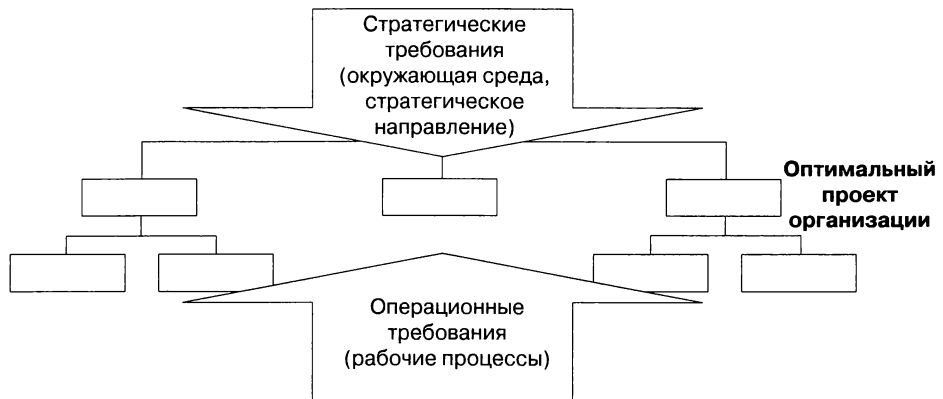 Стратегические
требования
(окружающая среда,
стратегическое
направление)
Оптимальный
проект
организации
Операционные
требования
(рабочие процессы)